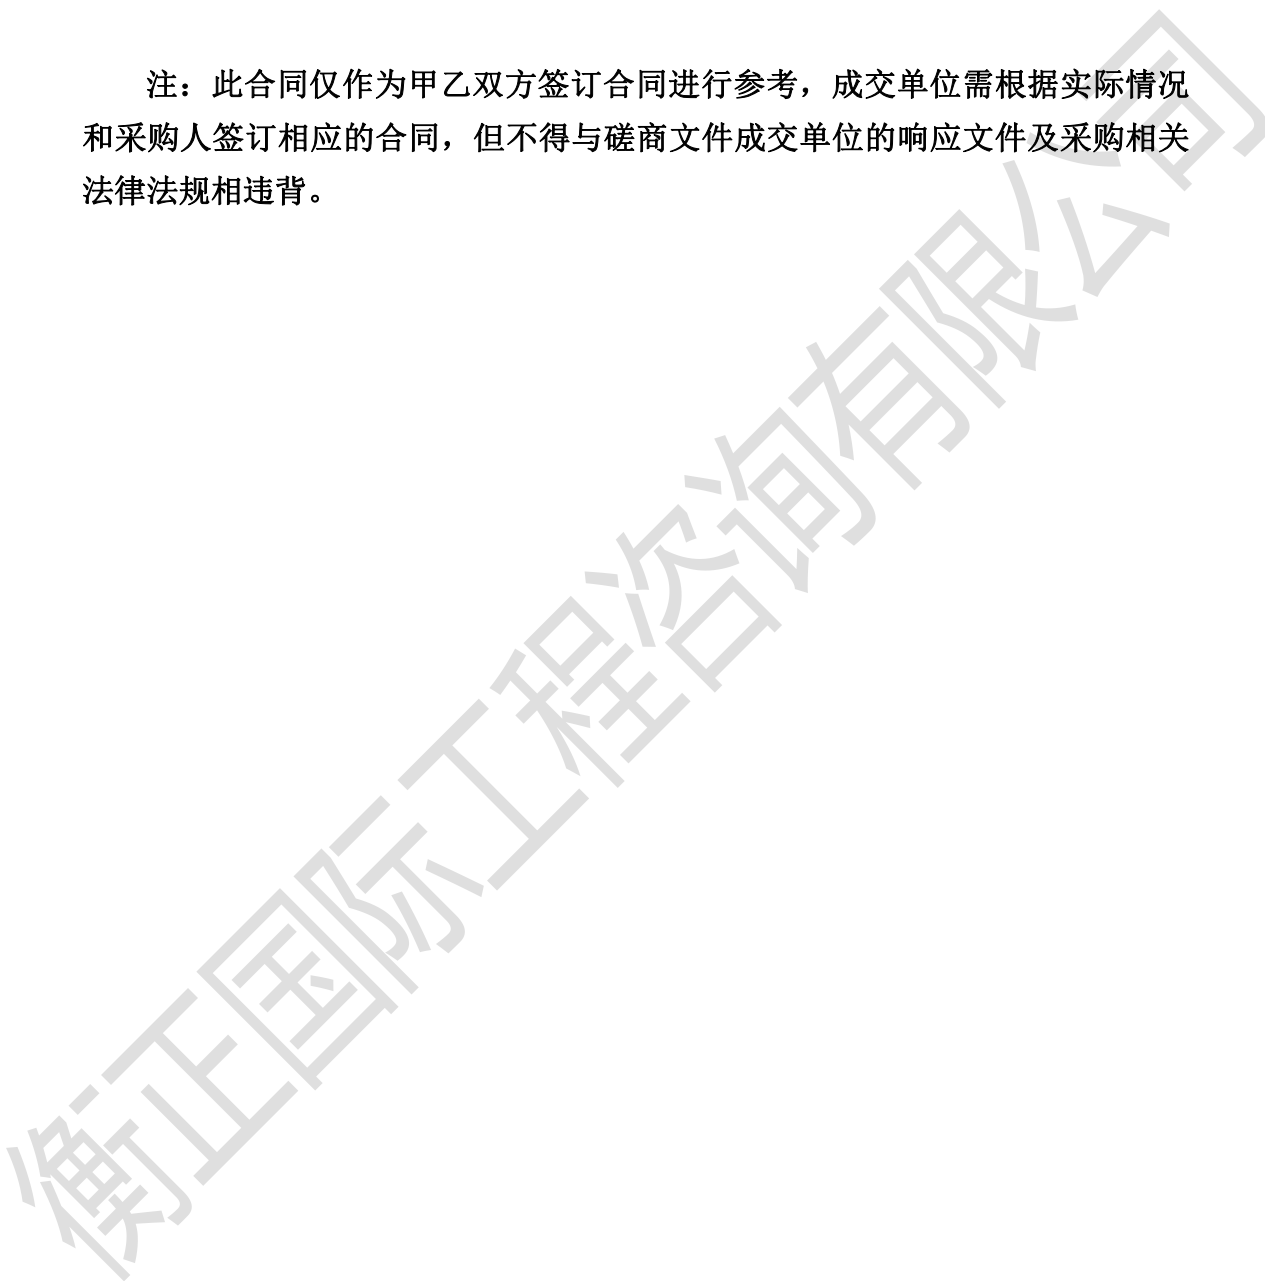 注：此合同仅作为甲乙双方签订合同进行参考，成交单位需根据实际情况
和采购人签订相应的合同，但不得与磋商文件成交单位的响应文件及采购相关
法律法规相违背。
衡正国际工程咨询有限公司